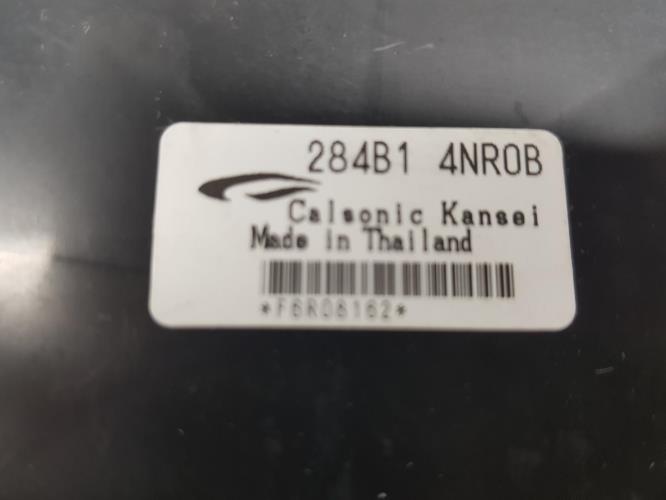 284B1 4NR0B
Calsonic Kansei
Made in Thailand
*F6R08162*